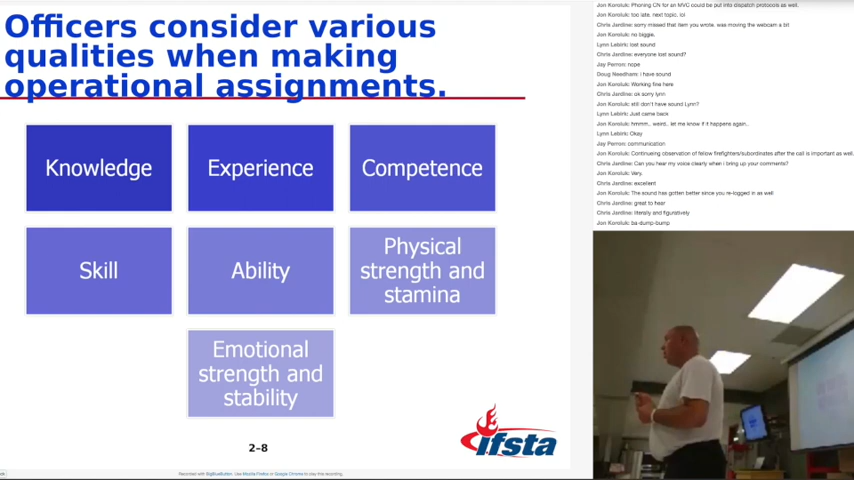 Officers consider various
qualities when making
operational assignments.
Knowledge
Experience
Competence
Skill
Ability
Physical
strength and
stamina
Emotional
strength and
stability
2-8
ifsta
Recorded with BigBlueButton. Use Mozilla Firefox or Google Chrome to play this recording.
Jon Koroluk: Phoning CN for an MVC could be put into dispatch protocols as well.
Jon Koroluk: too late, next topic, lol
Chris Jardine: sorry missed that item you wrote. was moving the webcam a bit
Jon Koroluk: no biggie.
Lynn Lebirk: lost sound
Chris Jardine: everyone lost sound?
Jay Perron: nope
Doug Needham: i have sound
Jon Koroluk: Working fine here
Chris Jardine: ok sorry lynn
Jon Koroluk: still don't have sound Lynn?
Lynn Lebirk: Just came back
Jon Koroluk: hmmm.. weird.. let me know if it happens again...
Lynn Lebirk: Okay
Jay Perron: communication
Jon Koroluk: Continueing observation of fellow firefighters/subordinates after the call is important as well.
Chris Jardine: Can you hear my voice clearly when i bring up your comments?
Jon Koroluk: Very.
Chris Jardine: excellent
Jon Koroluk: The sound has gotten better since you re-logged in as well
Chris Jardine: great to hear
Chris Jardine: literally and figuratively
Jon Koroluk: ba-dump-bump